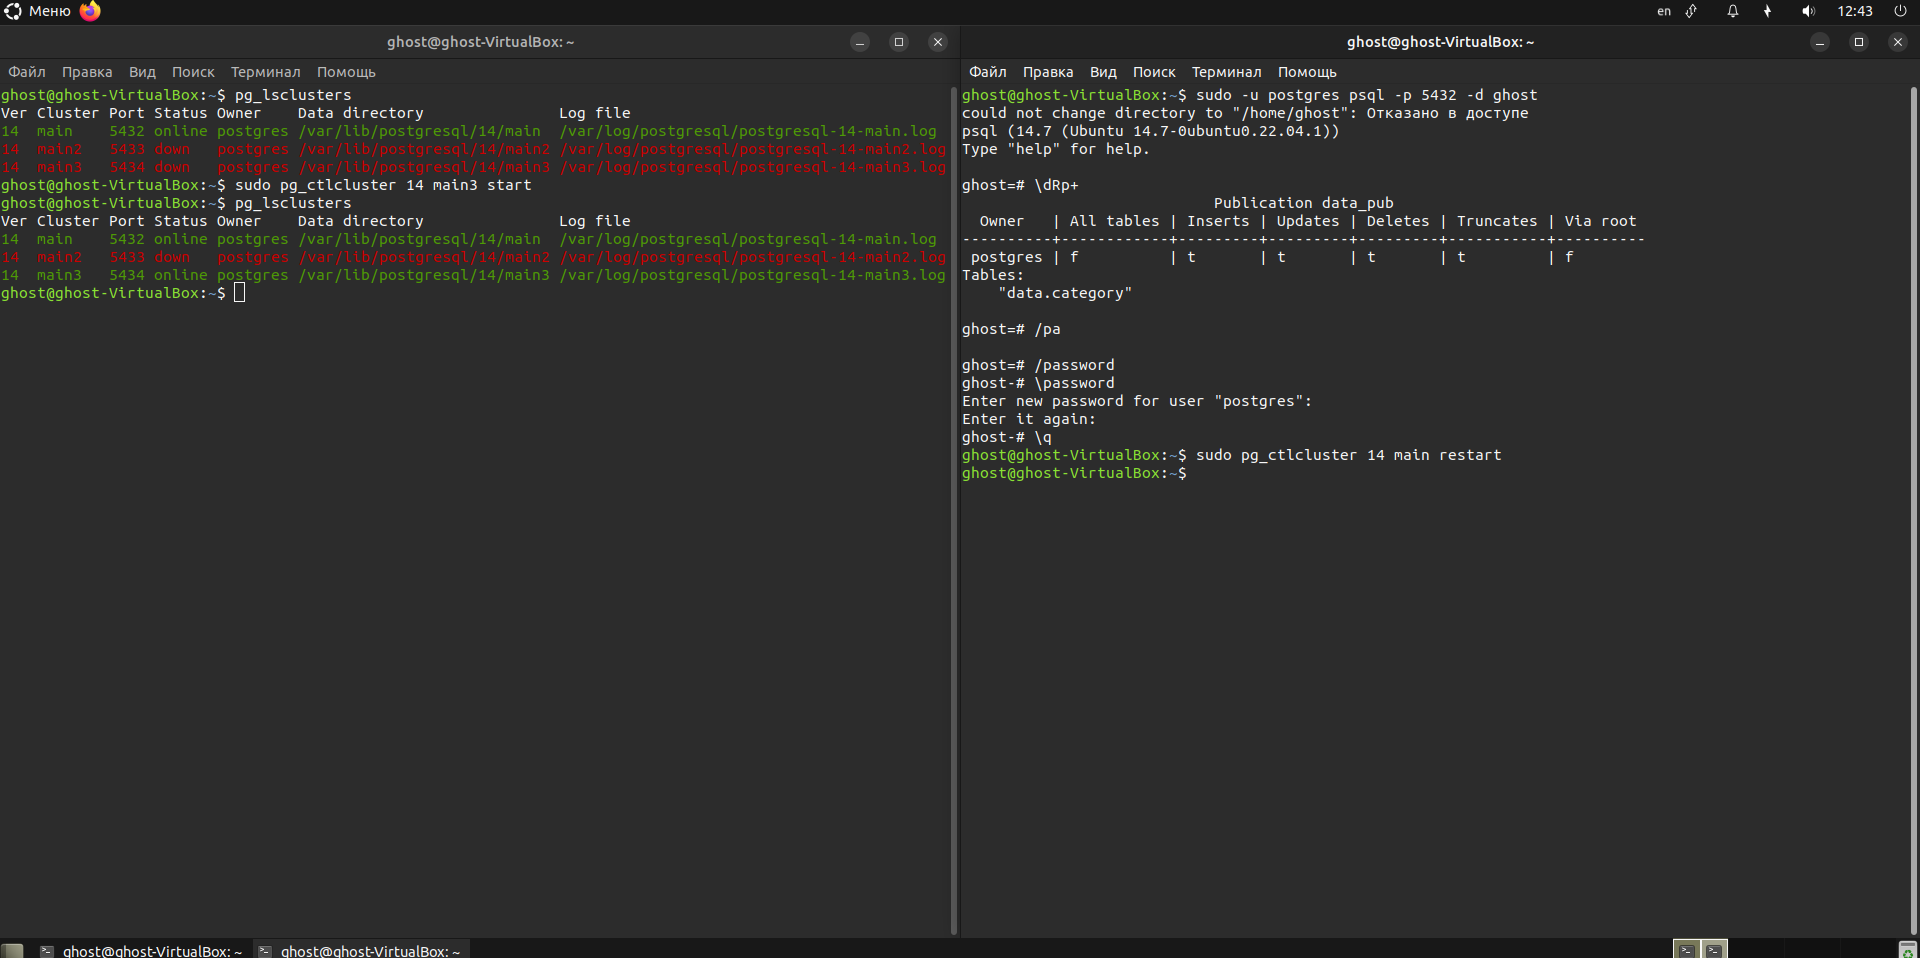 Меню
en
12:43
ghost@ghost-VirtualBox: ~
Файл Правка Вид Поиск Терминал Помощь
ghost@ghost-VirtualBox:~$ pg_lsclusters
Ver Cluster Port Status Owner    Data directory               Log file
14  main    5432 online postgres /var/lib/postgresql/14/main  /var/log/postgresql/postgresql-14-main.log
14  main2   5433 down   postgres /var/lib/postgresql/14/main2 /var/log/postgresql/postgresql-14-main2.log
14  main3   5434 down   postgres /var/lib/postgresql/14/main3 /var/log/postgresql/postgresql-14-main3.log
ghost@ghost-VirtualBox:~$ sudo pg_ctlcluster 14 main3 start
ghost@ghost-VirtualBox:~$ pg_lsclusters
Ver Cluster Port Status Owner    Data directory               Log file
14  main    5432 online postgres /var/lib/postgresql/14/main  /var/log/postgresql/postgresql-14-main.log
14  main2   5433 down   postgres /var/lib/postgresql/14/main2 /var/log/postgresql/postgresql-14-main2.log
14  main3   5434 online postgres /var/lib/postgresql/14/main3 /var/log/postgresql/postgresql-14-main3.log
ghost@ghost-VirtualBox:~$
ghost@ghost-VirtualBox: ~
Файл Правка Вид Поиск Терминал Помощь
ghost@ghost-VirtualBox:~$ sudo -u postgres psql -p 5432 -d ghost
could not change directory to "/home/ghost": Отказано в доступе
psql (14.7 (Ubuntu 14.7-0ubuntu0.22.04.1))
Type "help" for help.
ghost=# \dRp+
Publication data_pub
  Owner   | All tables | Inserts | Updates | Deletes | Truncates | Via root
----------+------------+---------+---------+---------+-----------+----------
 postgres | f          | t       | t       | t       | t         | f
Tables:
    "data.category"
ghost=# /pa
ghost=# /password
ghost-# \password
Enter new password for user "postgres":
Enter it again:
ghost-# \q
ghost@ghost-VirtualBox:~$ sudo pg_ctlcluster 14 main restart
ghost@ghost-VirtualBox:~$
ghost@ghost-VirtualBox: ~
ghost@ghost-VirtualBox: ~